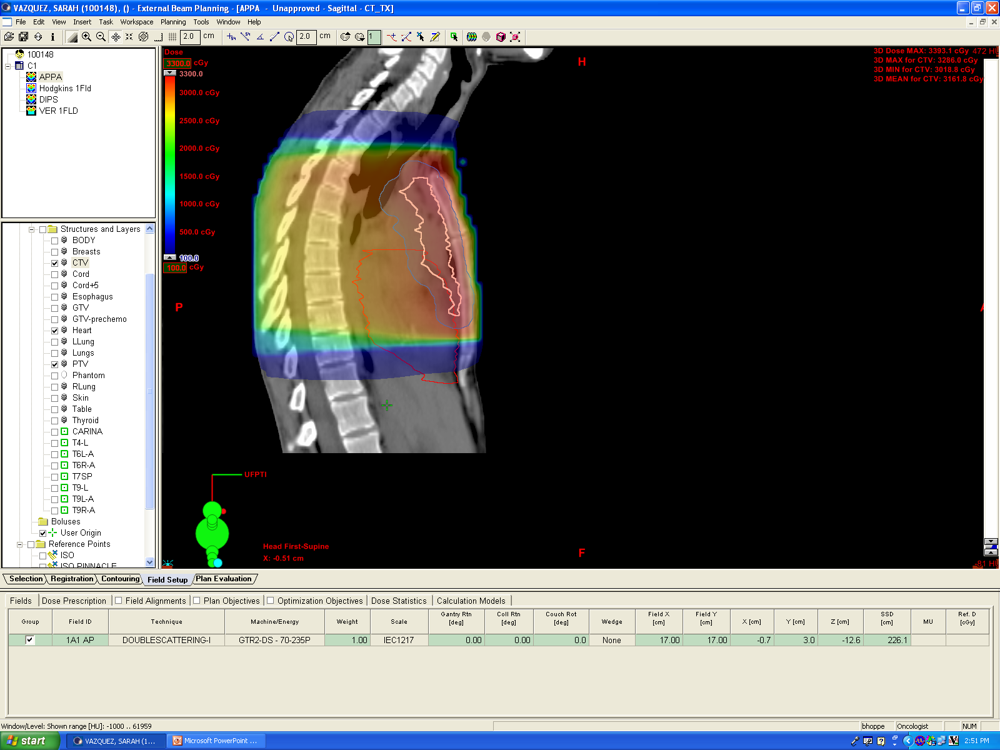 VAZQUEZ, SARAH (100148), () - External Beam Planning - [APPA - Unapproved - Sagittal - CT_TX]
File Edit View Insert Task Workspace Planning Tools Window Help
2.0 cm 2.0 cm 1
100148
C1
APPA
Hodgkins 1Fld
DIPS
VER 1FLD
Structures and Layers
BODY
Breasts
CTV
Cord
Cord+5
Esophagus
GTV
GTV-prechemo
Heart
LLung
Lungs
PTV
Phantom
RLung
Skin
Table
Thyroid
CARINA
T4-L
T6L-A
T6R-A
T7SP
T9-L
T9L-A
T9R-A
Boluses
User Origin
Reference Points
ISO
ISO PINNACLE
Dose
3300.0 cGy
3300.0
3000.0 cGy
2500.0 cGy
2000.0 cGy
1500.0 cGy
1000.0 cGy
500.0 cGy
100.0
100.0 cGy
H
P
A
F
3D Dose MAX: 3393.1 cGy 472 HU
3D MAX for CTV: 3286.0 cGy
3D MIN for CTV: 3018.8 cGy
3D MEAN for CTV: 3161.8 cGy
UFPTI
Head First-Supine
X: -0.51 cm
-81 HU
Selection Registration Contouring Field Setup Plan Evaluation
Fields Dose Prescription Field Alignments Plan Objectives Optimization Objectives Dose Statistics Calculation Models
Group Field ID Technique Machine/Energy Weight Scale Gantry Rtn [deg] Coll Rtn [deg] Couch Rot [deg] Wedge Field X [cm] Field Y [cm] X [cm] Y [cm] Z [cm] SSD [cm] MU Ref. D [cGy]
1A1 AP DOUBLESCATTERING-I GTR2-DS - 70-235P 1.00 IEC1217 0.00 0.00 0.0 None 17.00 17.00 -0.7 3.0 -12.6 226.1
Window/Level: Shown range [HU]: -1000 .. 61959
bhoppe Oncologist NUM
start VAZQUEZ, SARAH (1... Microsoft PowerPoint ... 2:51 PM